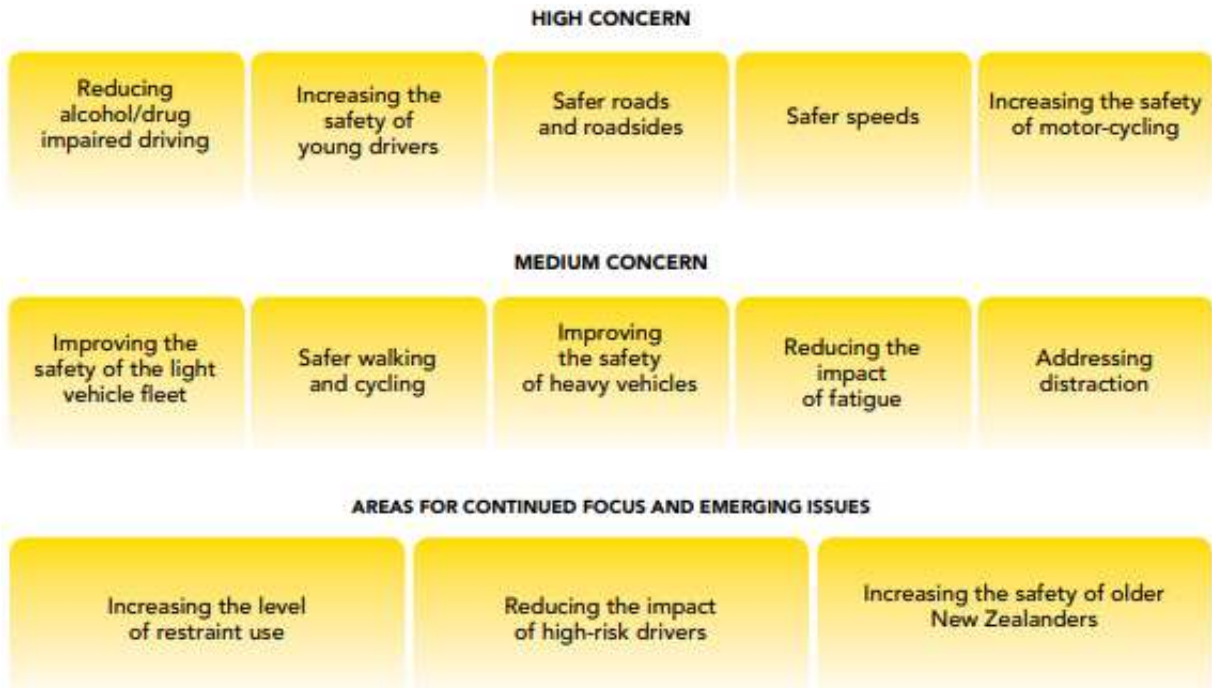 HIGH CONCERN
Reducing
alcohol/drug
impaired driving
Increasing the
safety of
young drivers
Safer roads
and roadsides
Safer speeds
Increasing the safety
of motor-cycling
MEDIUM CONCERN
Improving the
safety of the light
vehicle fleet
Safer walking
and cycling
Improving
the safety
of heavy vehicles
Reducing the
impact
of fatigue
Addressing
distraction
AREAS FOR CONTINUED FOCUS AND EMERGING ISSUES
Increasing the level
of restraint use
Reducing the impact
of high-risk drivers
Increasing the safety of older
New Zealanders